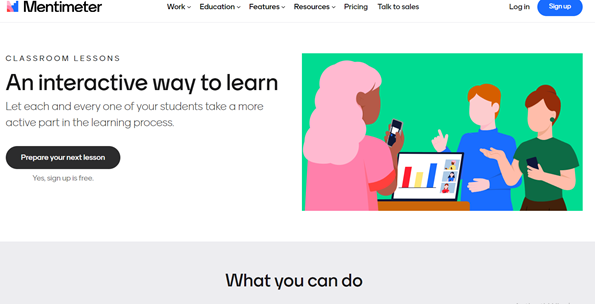 Mentimeter
Work Education Features Resources Pricing Talk to sales
Log in
Sign up
CLASSROOM LESSONS
An interactive way to learn
Let each and every one of your students take a more
active part in the learning process.
Prepare your next lesson
Yes, sign up is free.
What you can do